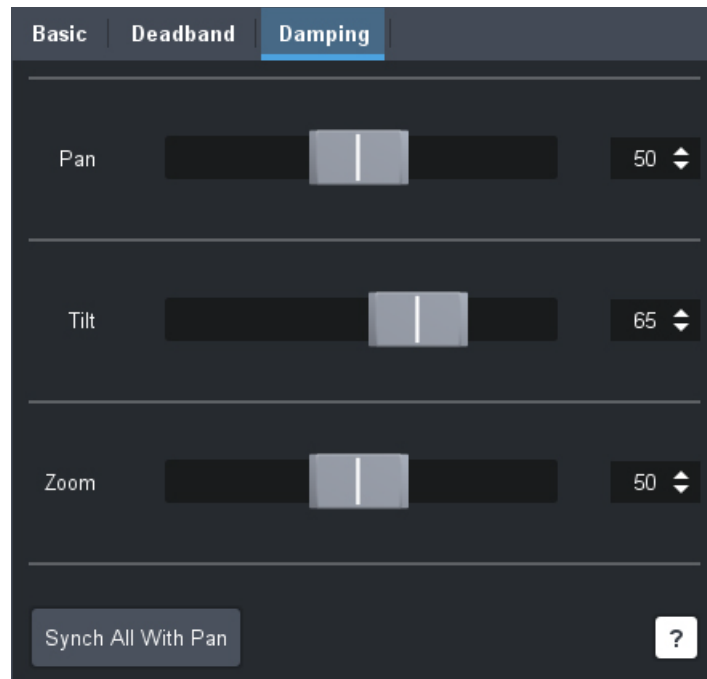 Basic Deadband Damping
Pan 50
Tilt 65
Zoom 50
Synch All With Pan ?